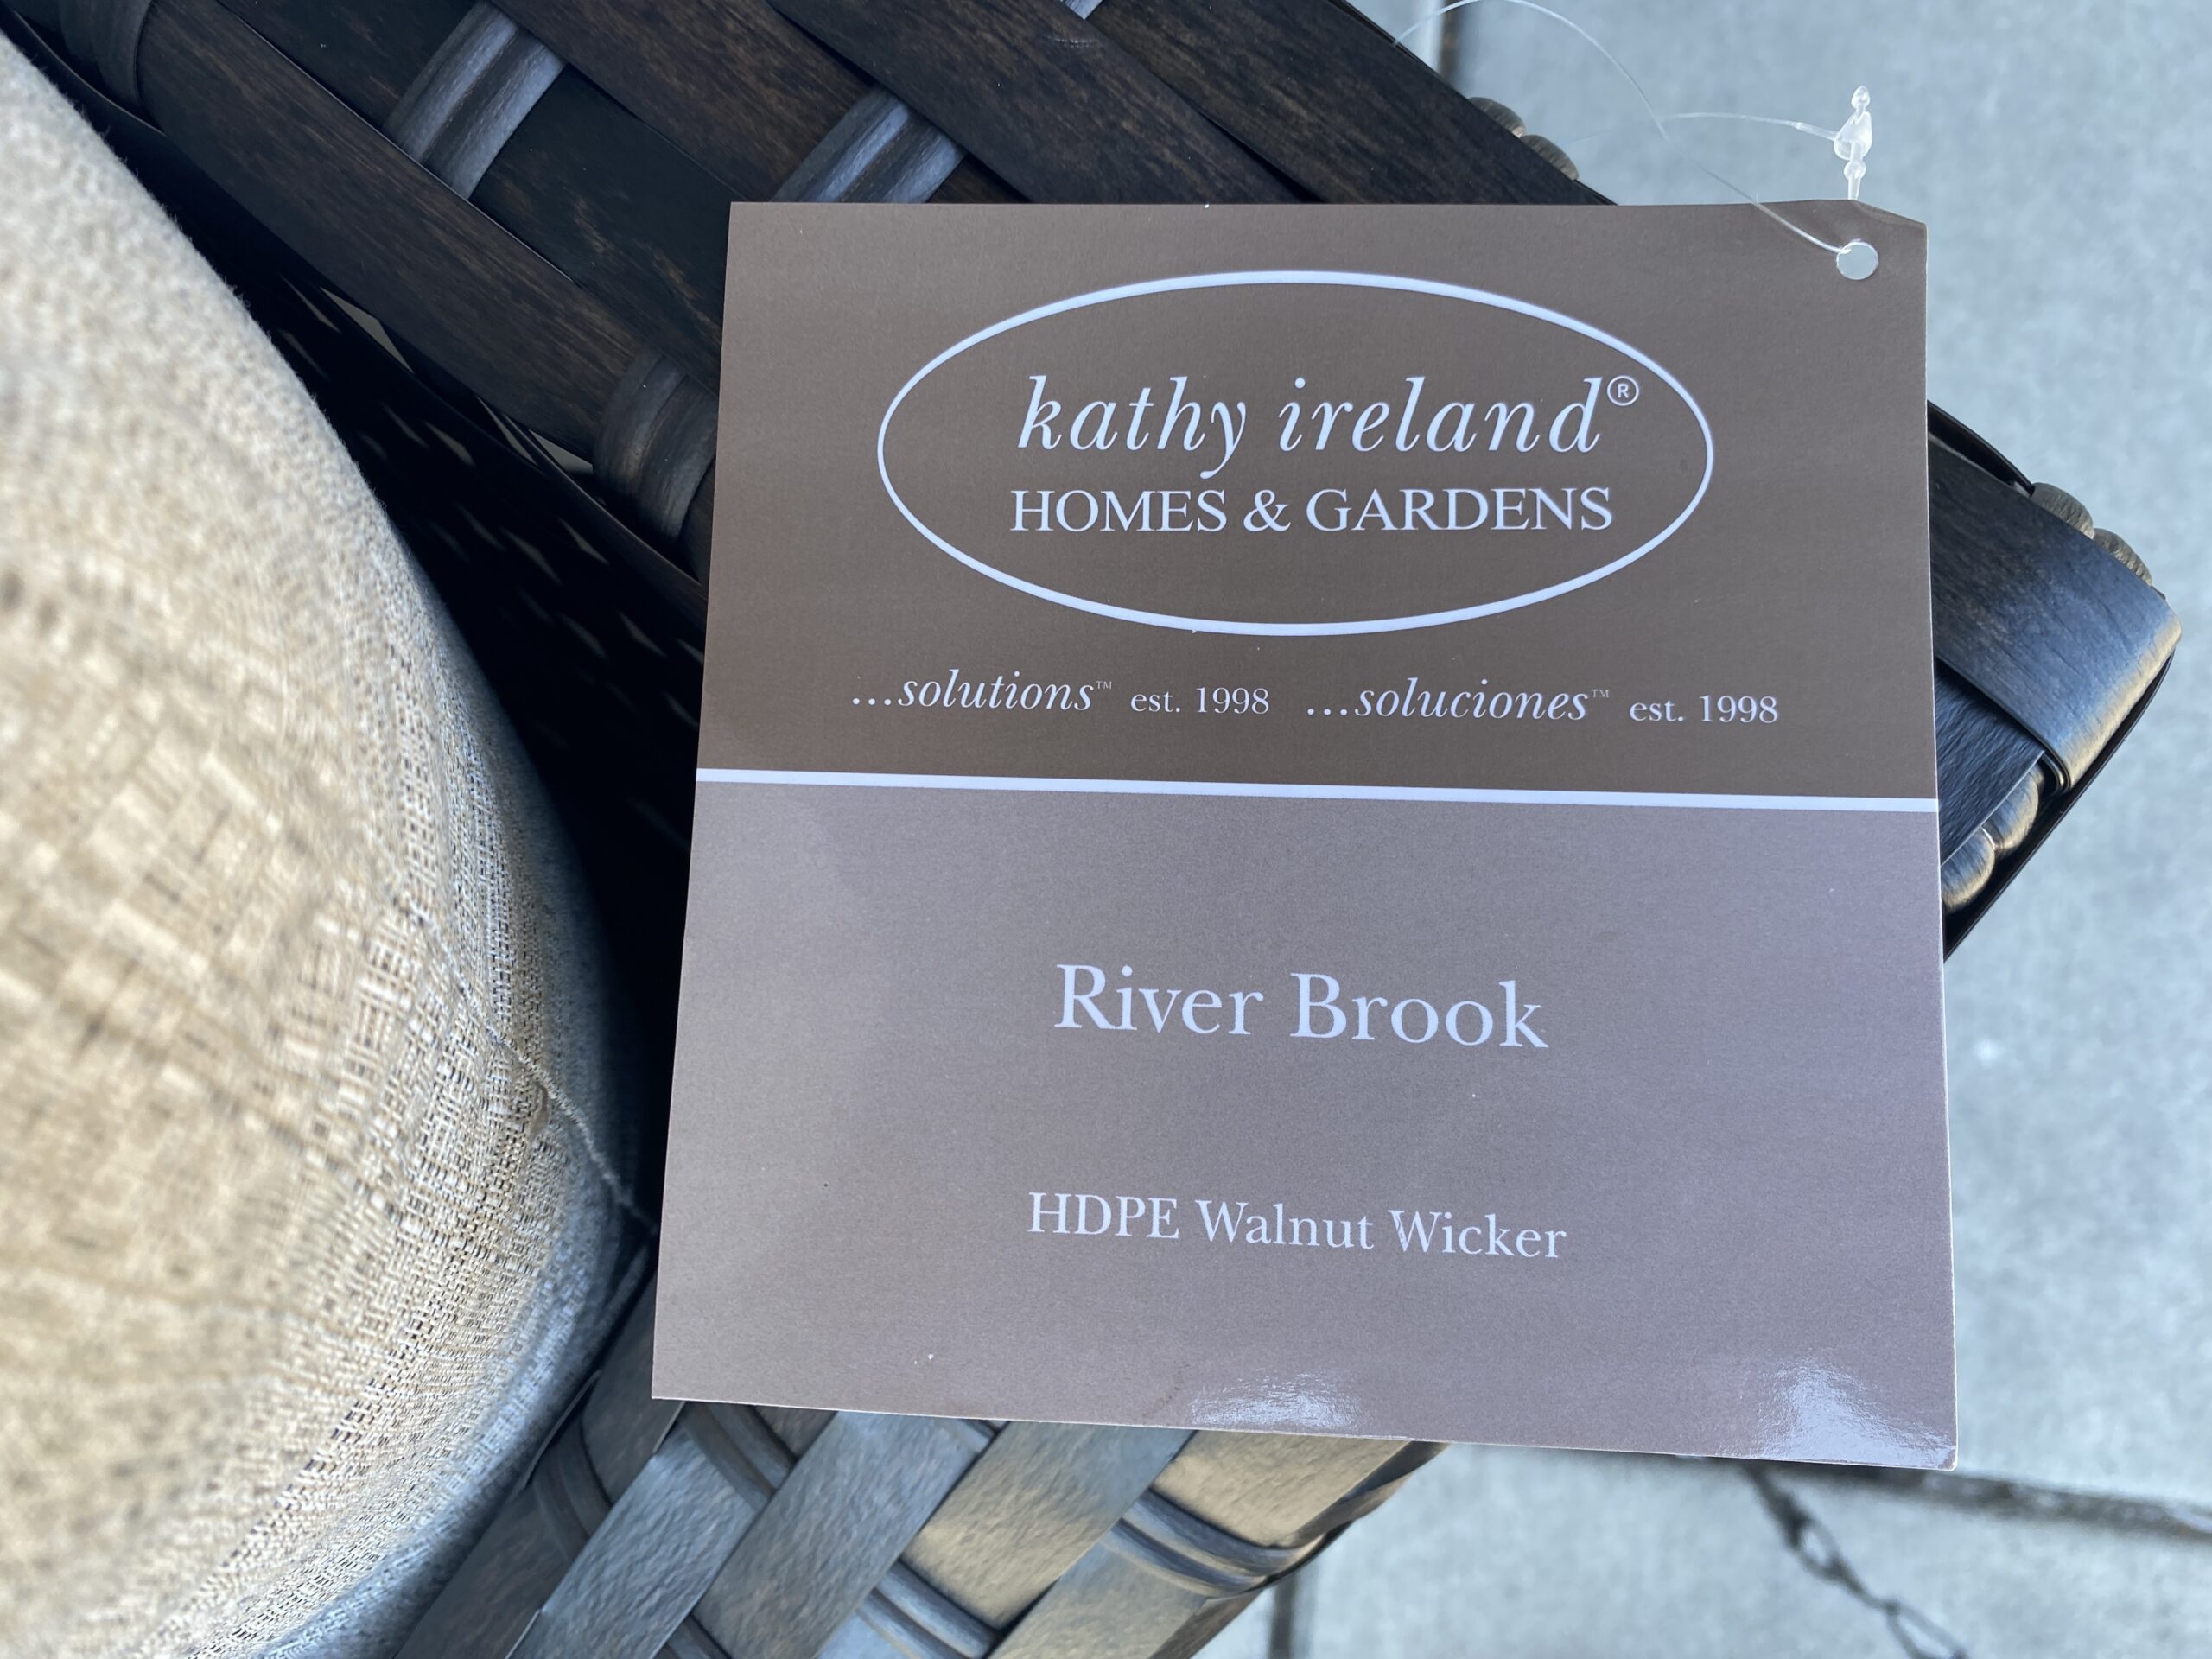 kathy ireland®
HOMES & GARDENS
...solutions™ est. 1998 ...soluciones™ est. 1998
River Brook
HDPE Walnut Wicker